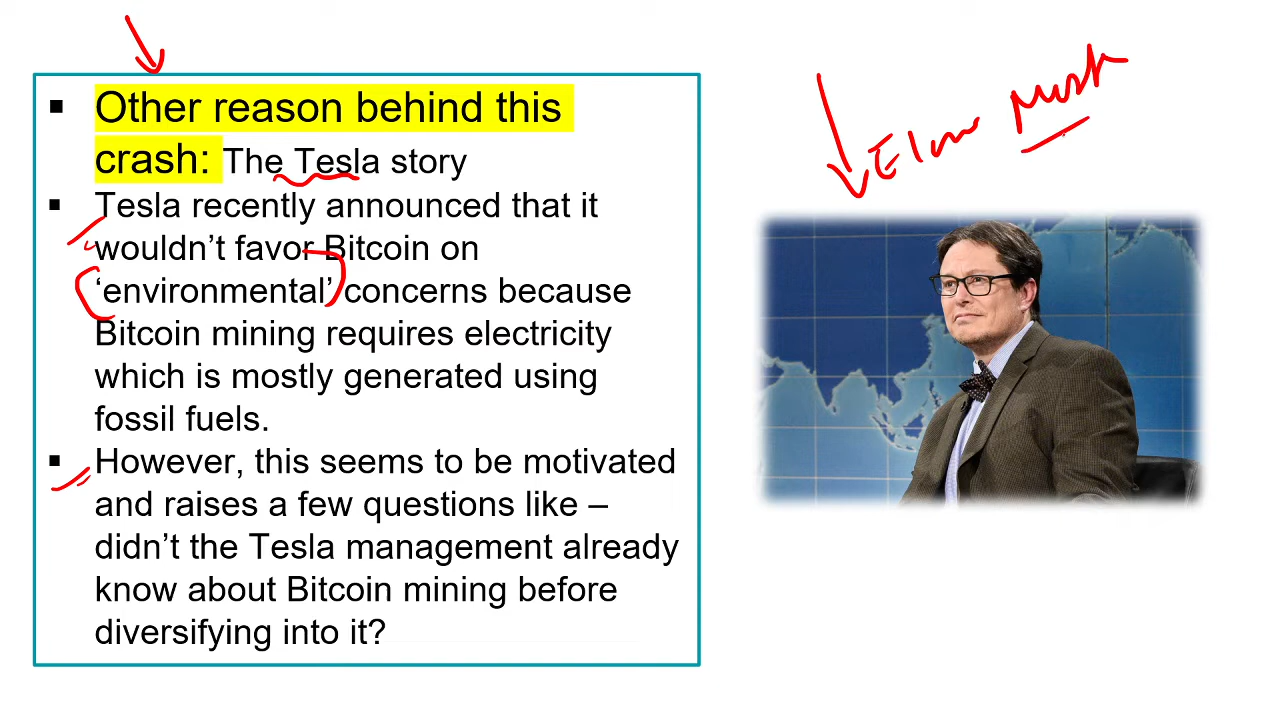 Other reason behind this
crash: The Tesla story
Tesla recently announced that it
wouldn’t favor Bitcoin on
‘environmental’ concerns because
Bitcoin mining requires electricity
which is mostly generated using
fossil fuels.
However, this seems to be motivated
and raises a few questions like –
didn’t the Tesla management already
know about Bitcoin mining before
diversifying into it?
Elon Musk